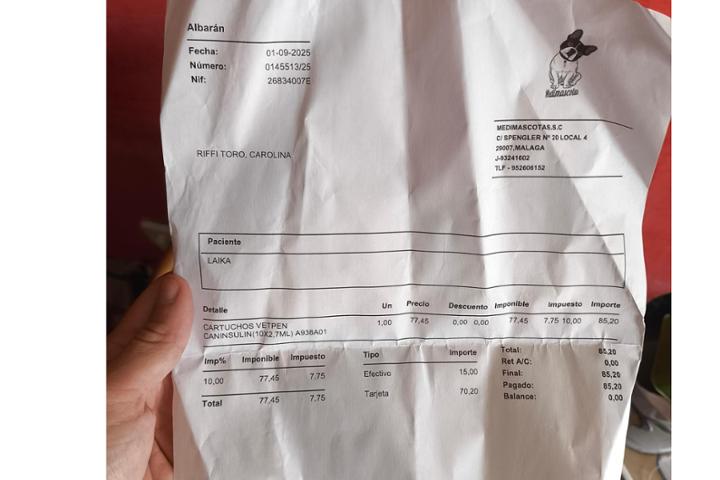 Albarán
Fecha: 01-09-2025
Número: 0145513/25
Nif: 26834007E
Medimascotas
MEDIMASCOTAS.S.C
C/ SPENGLER Nº 20 LOCAL 4
29007,MALAGA
J-93241602
TLF - 952606152
RIFFI TORO, CAROLINA
Paciente
LAIKA
Detalle Un Precio Descuento Imponible Impuesto Importe
CARTUCHOS VETPEN 1,00 77,45 0,00 0,00 77,45 7.75 10,00 85,20
CANINSULIN(10X2,7ML) A938A01
Imp% Imponible Impuesto
10,00 77,45 7.75
Total 77,45 7.75
Tipo Importe
Efectivo 15,00
Tarjeta 70,20
Total: 85,20
Ret A/C: 0,00
Final: 85,20
Pagado: 85,20
Balance: 0,00